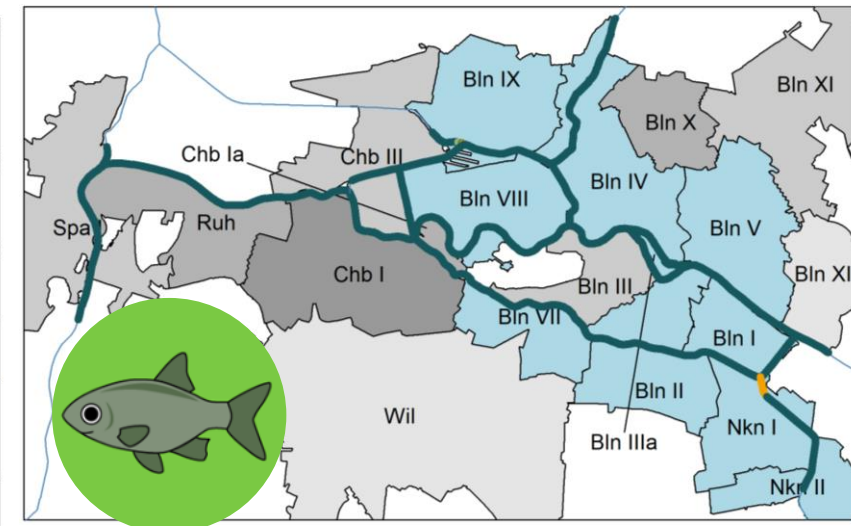 Bln IX
Bln XI
Bln X
Chb Ia
Chb III
Bln IV
Bln VIII
Spa
Ruh
Bln V
Chb I
Bln III
Bln XI
Bln VII
Bln I
Bln II
Wil
Bln IIIa
Nkn I
Nkn II